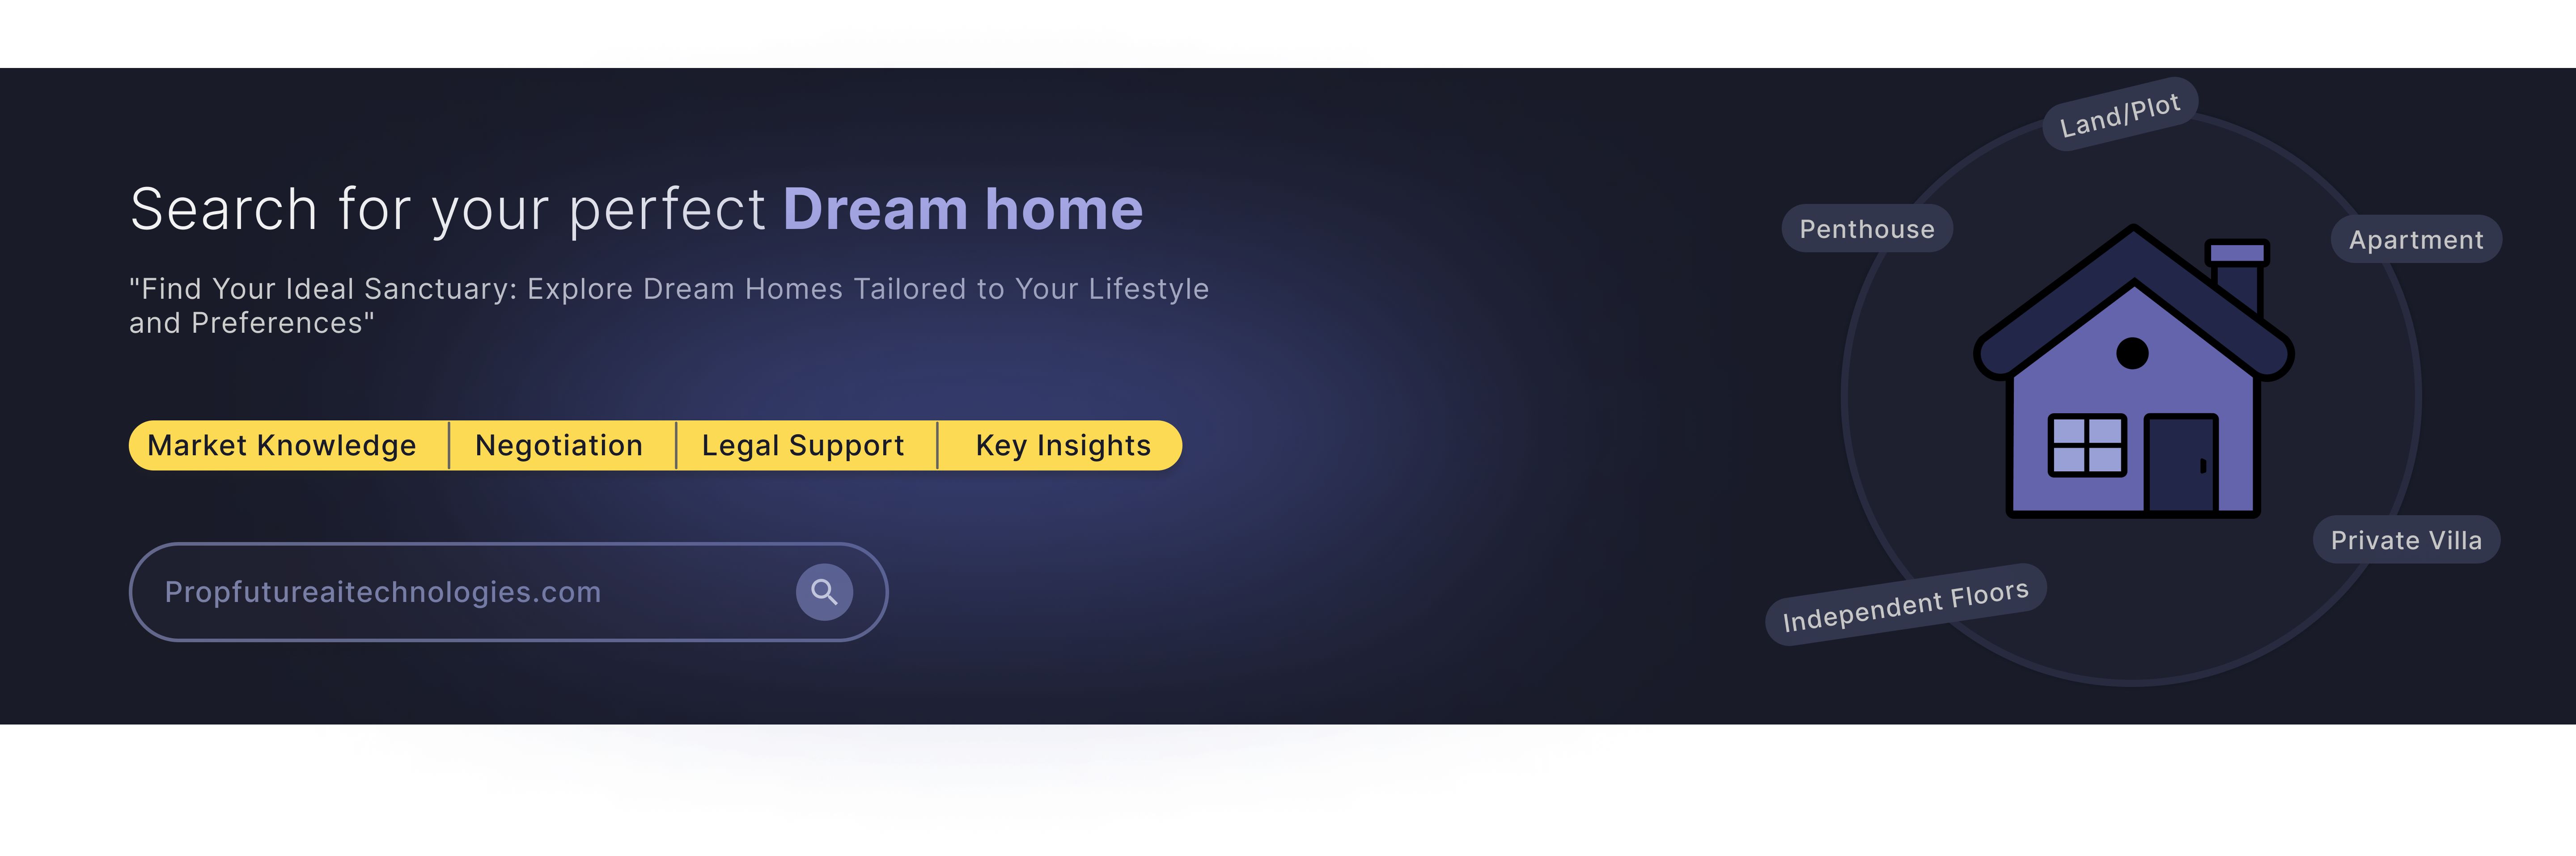 Search for your perfect Dream home
"Find Your Ideal Sanctuary: Explore Dream Homes Tailored to Your Lifestyle
and Preferences"
Market Knowledge
Negotiation
Legal Support
Key Insights
Propfutureaitechnologies.com
Land/Plot
Penthouse
Apartment
Private Villa
Independent Floors